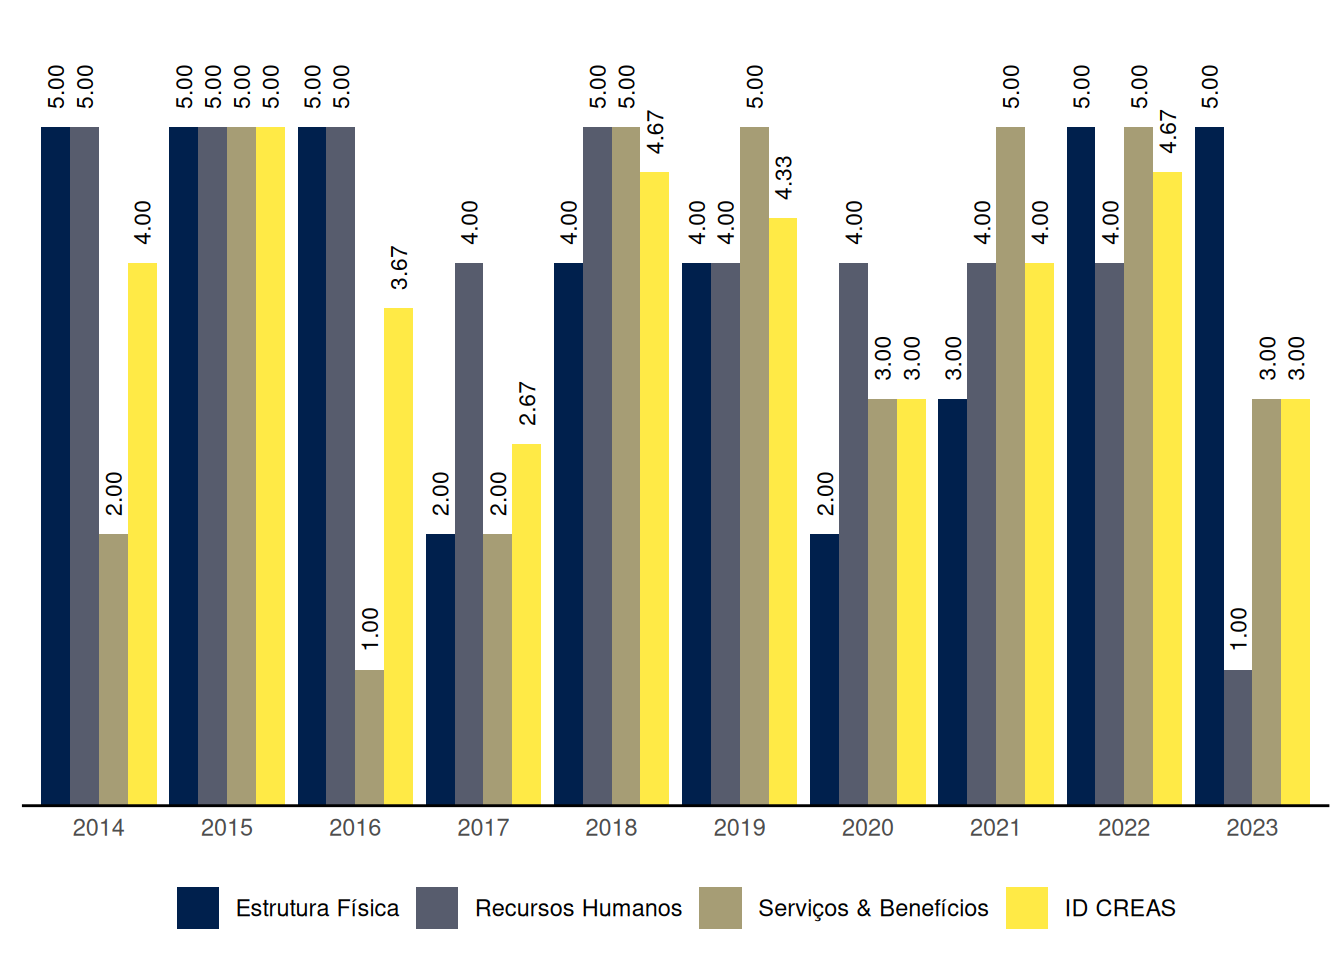 5.00 5.00 2.00 4.00
5.00 5.00 5.00 5.00
5.00 5.00 1.00 3.67
2.00 4.00 2.00 2.67
4.00 5.00 5.00 4.67
4.00 4.00 5.00 4.33
2.00 4.00 3.00 3.00
3.00 4.00 5.00 4.00
5.00 4.00 5.00 4.67
5.00 1.00 3.00 3.00
2014 2015 2016 2017 2018 2019 2020 2021 2022 2023
Estrutura Física Recursos Humanos Serviços & Benefícios ID CREAS